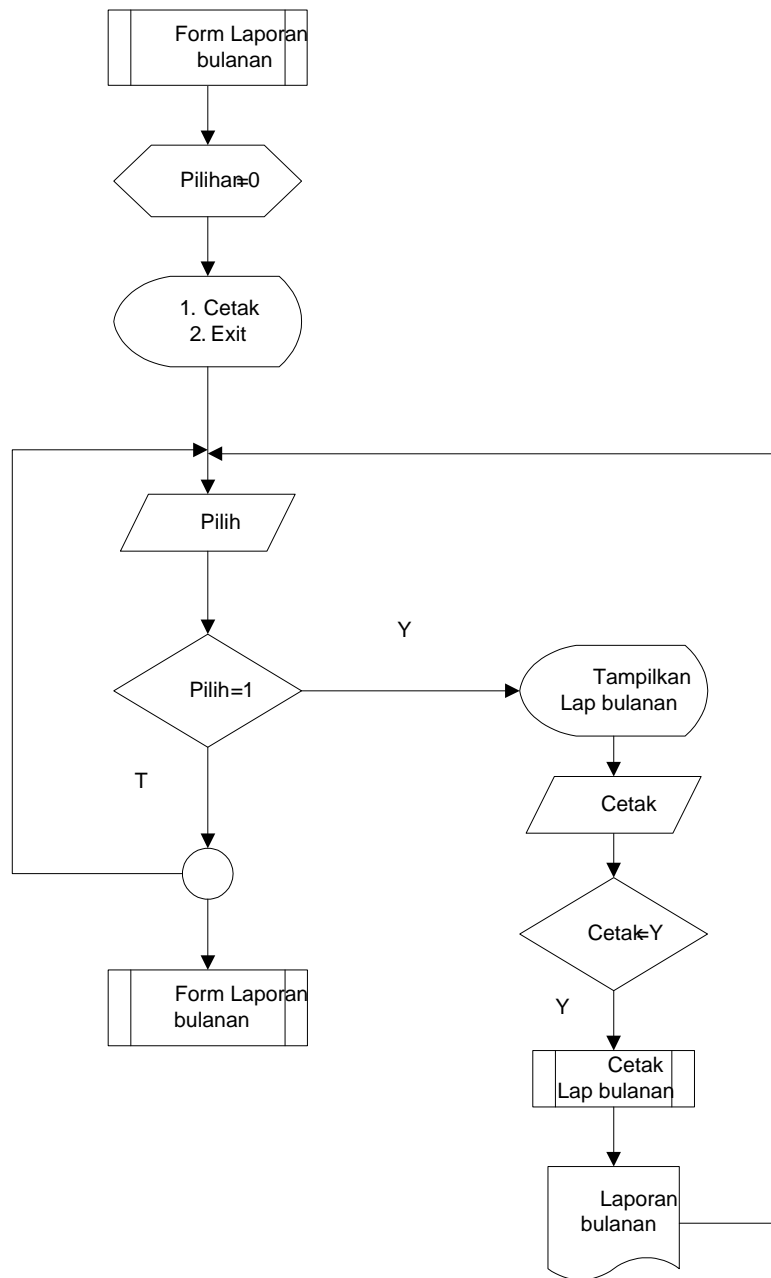 Form Laporan
bulanan
Pilihan=0
1. Cetak
2. Exit
Pilih
Pilih=1
Y
T
Form Laporan
bulanan
Tampilkan
Lap bulanan
Cetak
Cetak=Y
Y
Cetak
Lap bulanan
Laporan
bulanan